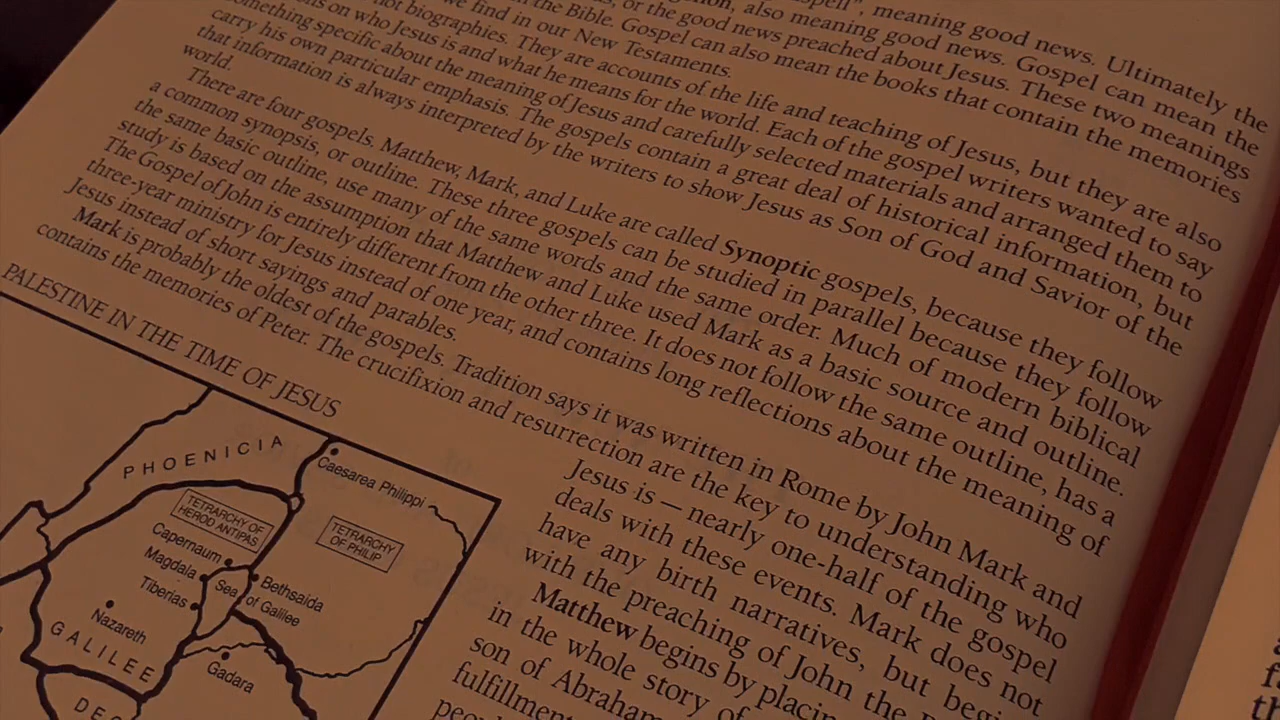 spell", meaning good news. Ultimately the
also meaning good news. Gospel can mean the
or the good news preached about Jesus. These two meanings
the Bible. Gospel can also mean the books that contain the memories
we find in our New Testaments.
not biographies. They are accounts of the life and teaching of Jesus, but they are also
on who Jesus is and what he means for the world. Each of the gospel writers wanted to say
something specific about the meaning of Jesus and carefully selected materials and arranged them to
carry his own particular emphasis. The gospels contain a great deal of historical information, but
that information is always interpreted by the writers to show Jesus as Son of God and Savior of the
world.
There are four gospels. Matthew, Mark, and Luke are called Synoptic gospels, because they follow
a common synopsis, or outline. These three gospels can be studied in parallel because they follow
the same basic outline, use many of the same words and the same order. Much of modern biblical
study is based on the assumption that Matthew and Luke used Mark as a basic source and outline.
The Gospel of John is entirely different from the other three. It does not follow the same outline, has a
three-year ministry for Jesus instead of one year, and contains long reflections about the meaning of
Jesus instead of short sayings and parables.
Mark is probably the oldest of the gospels. Tradition says it was written in Rome by John Mark and
contains the memories of Peter. The crucifixion and resurrection are the key to understanding who
Jesus is — nearly one-half of the gospel
deals with these events. Mark does not
have any birth narratives, but begi
with the preaching of John the
Matthew begins by placin
in the whole story of
son of Abraham
fulfillment
peop
PALESTINE IN THE TIME OF JESUS
PHOENICIA
Caesarea Philippi
TETRARCHY OF
HEROD ANTIPAS
TETRARCHY
OF PHILIP
Capernaum
Magdala
Tiberias
Sea
of Galilee
Bethsaida
Nazareth
GALILEE
Gadara
DEC